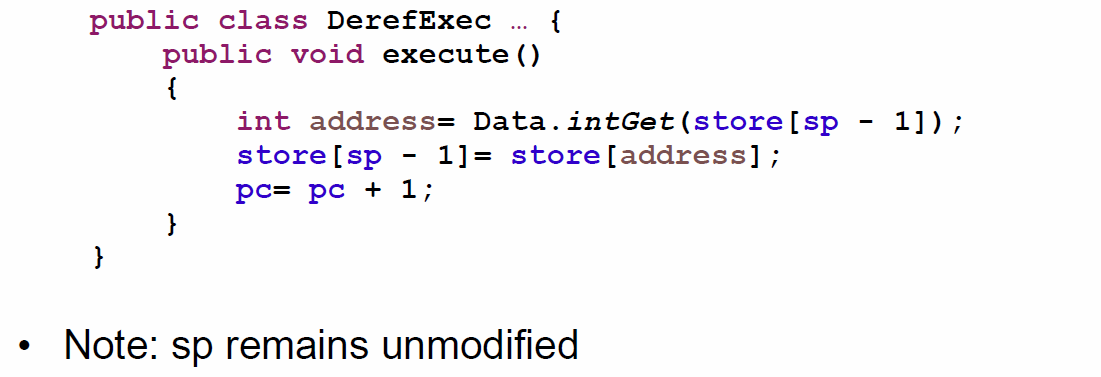 public class DerefExec … {
public void execute()
{
int address= Data.intGet(store[sp - 1]);
store[sp - 1]= store[address];
pc= pc + 1;
}
}
• Note: sp remains unmodified